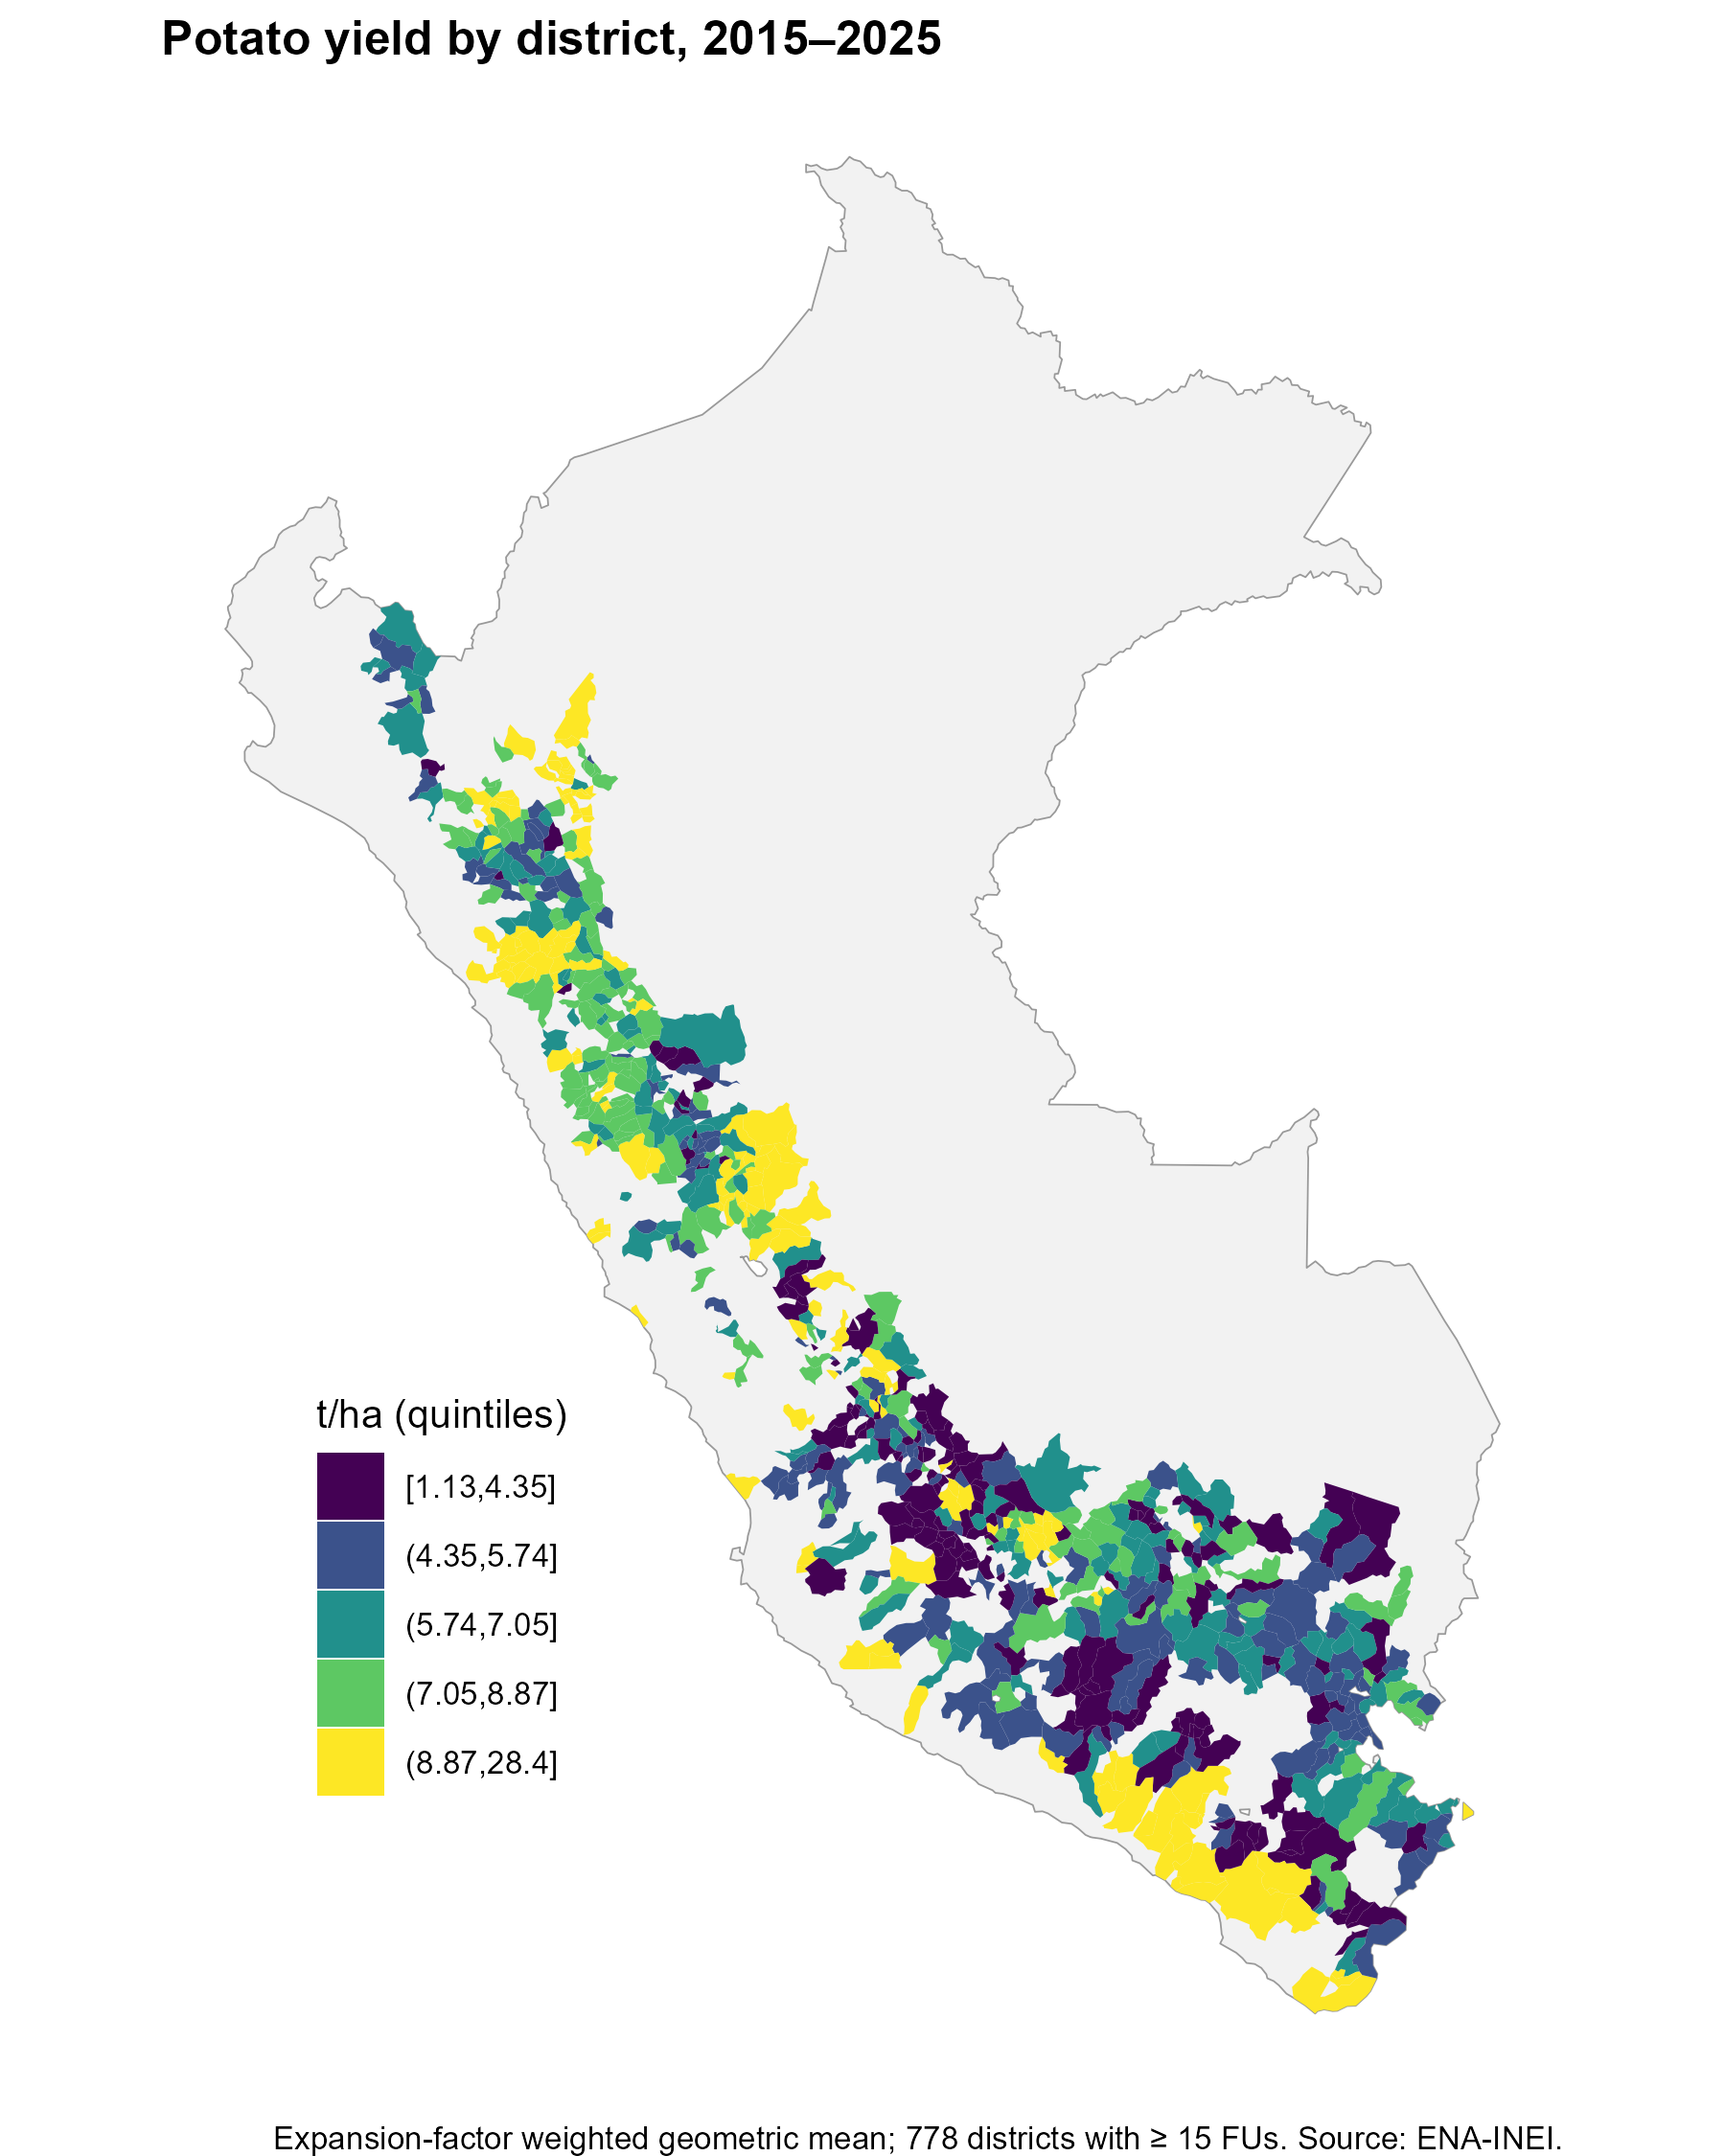 Potato yield by district, 2015–2025
t/ha (quintiles)
[1.13,4.35]
(4.35,5.74]
(5.74,7.05]
(7.05,8.87]
(8.87,28.4]
Expansion-factor weighted geometric mean; 778 districts with ≥ 15 FUs. Source: ENA-INEI.